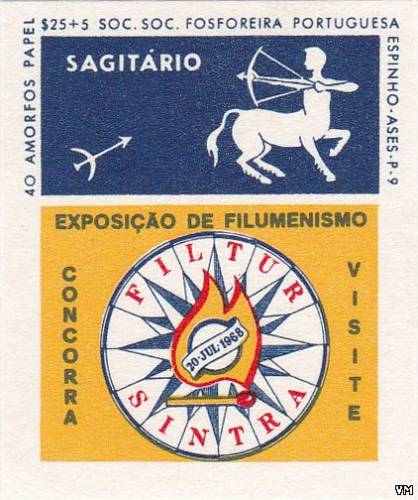 $25+5 SOC. SOC. FOSFOREIRA PORTUGUESA
40 AMORFOS PAPEL
ESPINHO-ASES-P-9
SAGITÁRIO
EXPOSIÇÃO DE FILUMENISMO
CONCORRA
VISITE
FILTUR
20·JUL·1968
SINTRA
VM